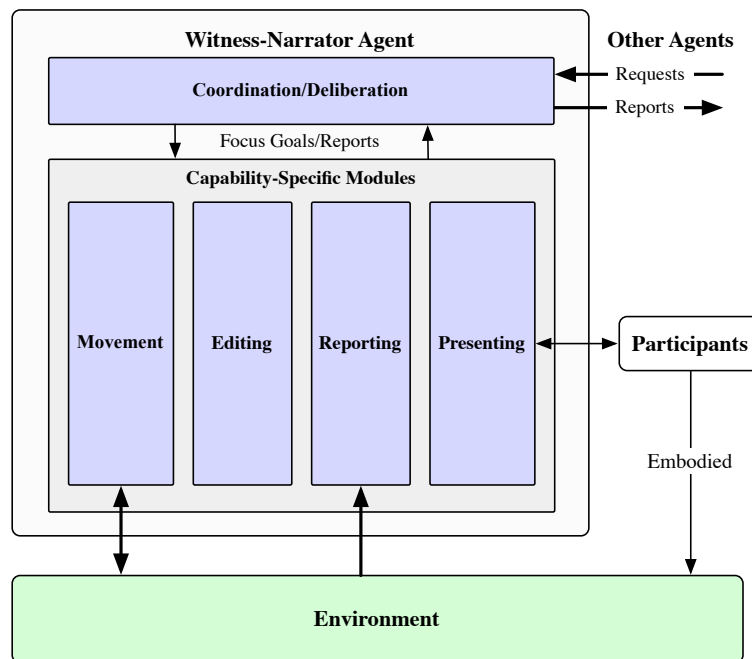 Witness-Narrator Agent
Other Agents
Coordination/Deliberation
Requests
Reports
Focus Goals/Reports
Capability-Specific Modules
Movement
Editing
Reporting
Presenting
Participants
Embodied
Environment